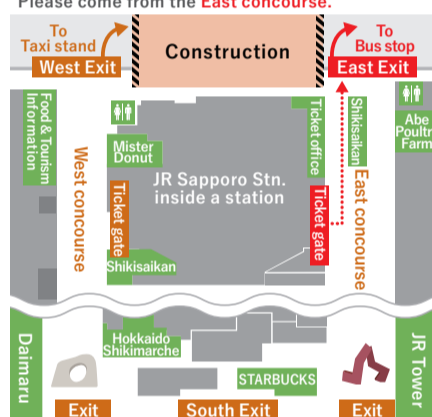 Please come from the East concourse.
To
Taxi stand
West Exit
Construction
To
Bus stop
East Exit
Food & Tourism
Information
West concourse
Mister
Donut
Ticket gate
Shikisaikan
JR Sapporo Stn.
inside a station
Ticket office
Ticket gate
Shikisaikan
East concourse
Abe
Poultry
Farm
Daimaru
Hokkaido
Shikimarche
STARBUCKS
JR Tower
Exit
South Exit
Exit